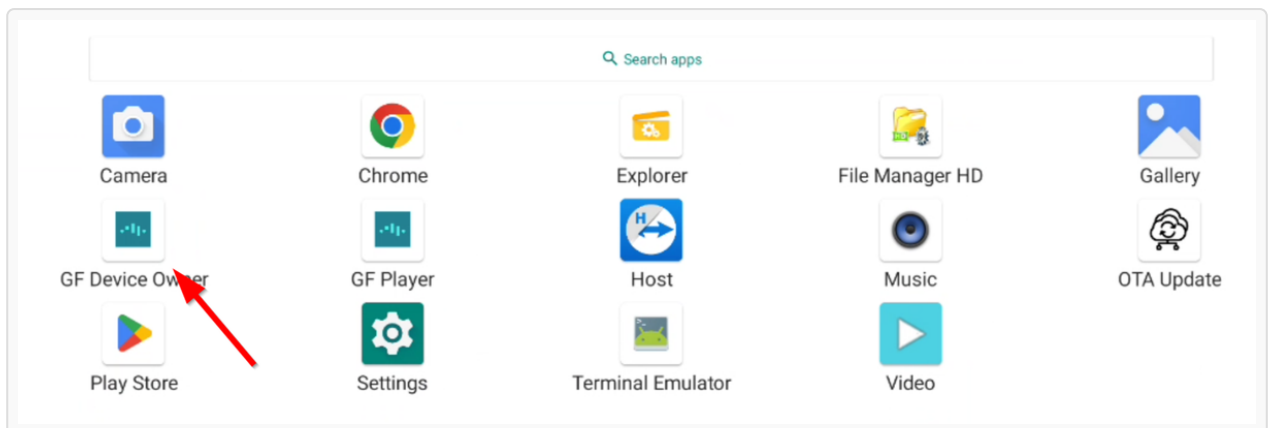 Search apps
Camera
Chrome
Explorer
File Manager HD
Gallery
GF Device Owner
GF Player
H
Host
Music
OTA Update
Play Store
Settings
Terminal Emulator
Video